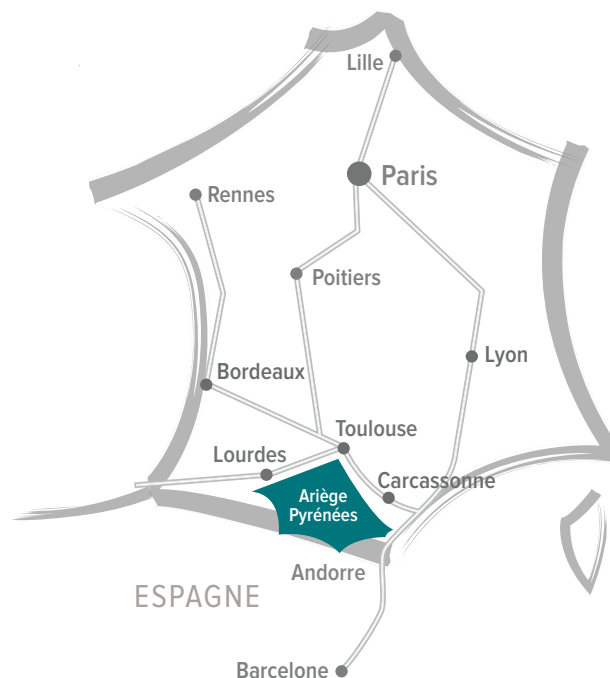 Lille
Paris
Rennes
Poitiers
Lyon
Bordeaux
Toulouse
Lourdes
Carcassonne
Ariège
Pyrénées
Andorre
ESPAGNE
Barcelone